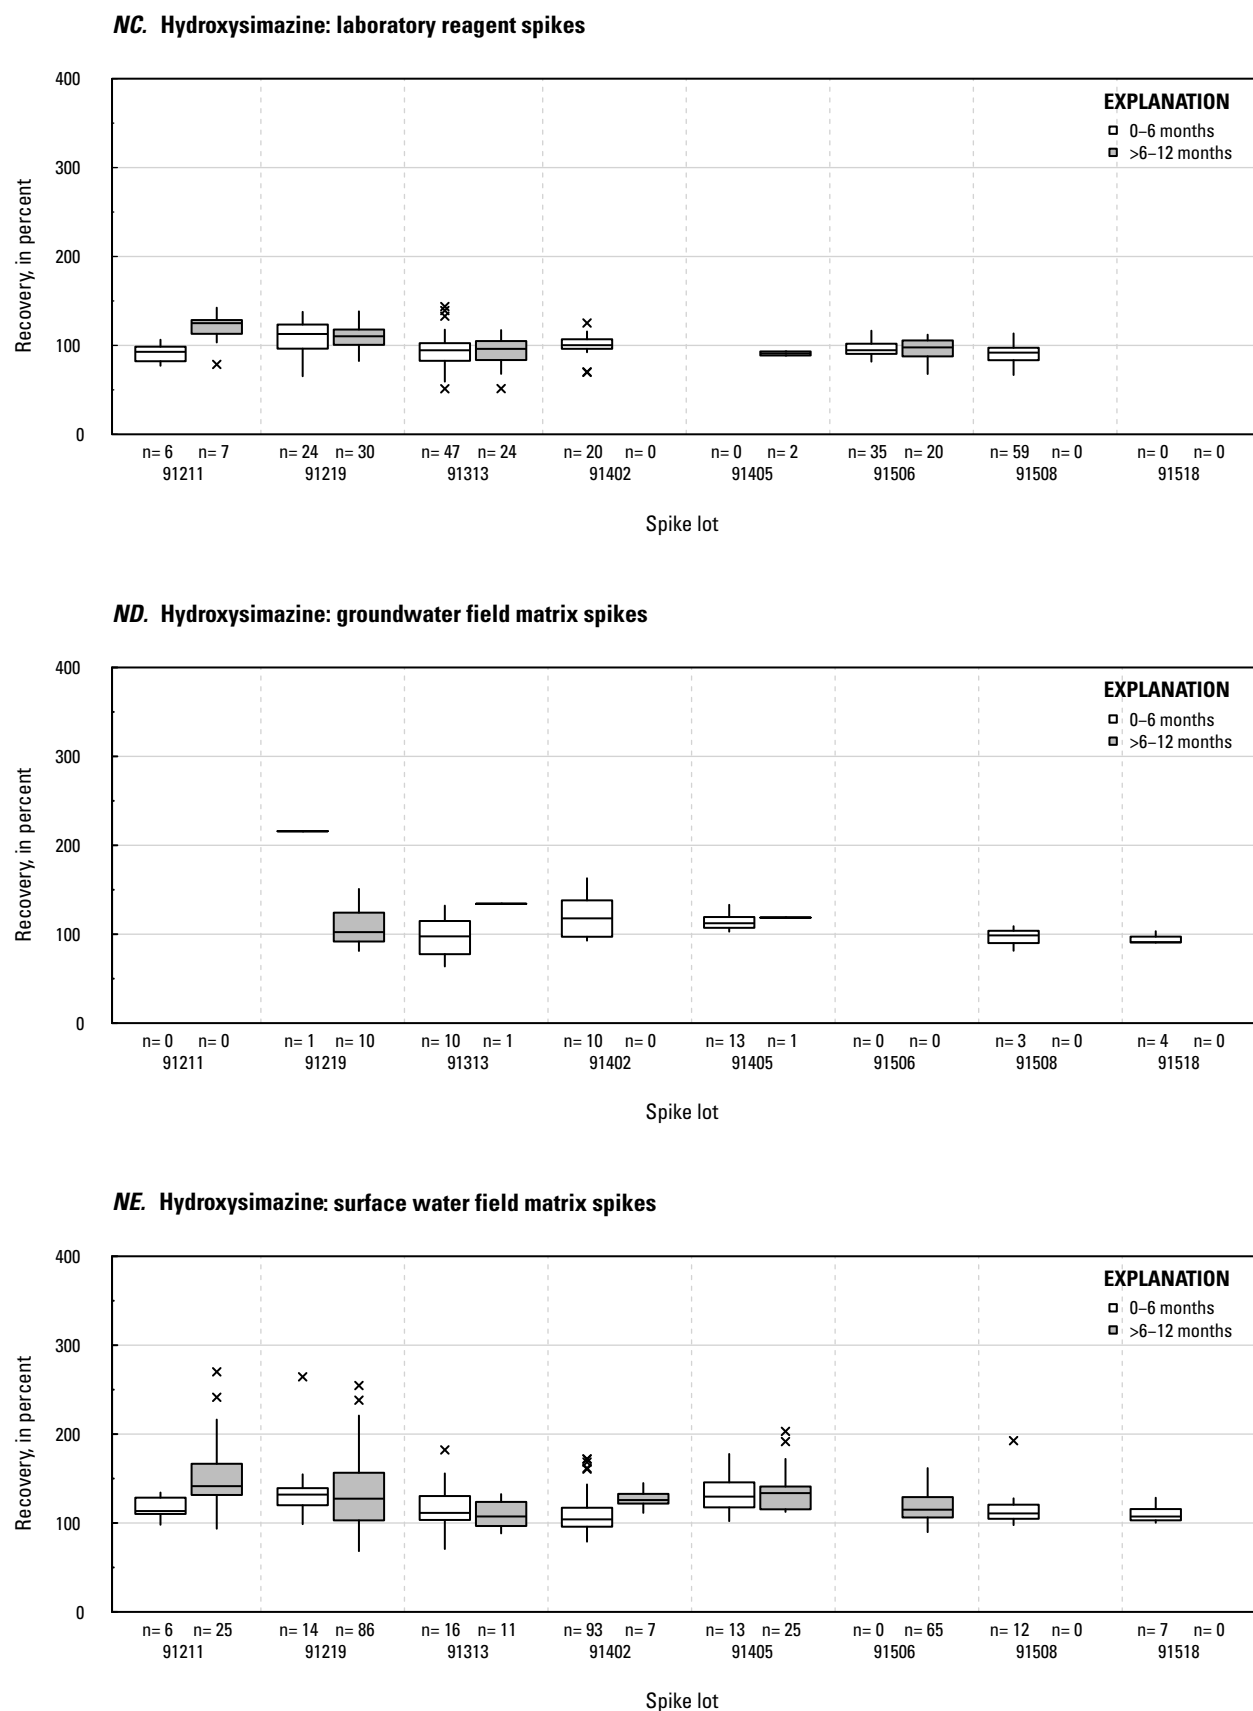 NC. Hydroxysimazine: laboratory reagent spikes
400
300
200
100
0
Recovery, in percent
EXPLANATION
0–6 months
>6–12 months
n= 6 n= 7 n= 24 n= 30 n= 47 n= 24 n= 20 n= 0 n= 0 n= 2 n= 35 n= 20 n= 59 n= 0 n= 0 n= 0
91211 91219 91313 91402 91405 91506 91508 91518
Spike lot
ND. Hydroxysimazine: groundwater field matrix spikes
400
300
200
100
0
Recovery, in percent
EXPLANATION
0–6 months
>6–12 months
n= 0 n= 0 n= 1 n= 10 n= 10 n= 1 n= 10 n= 0 n= 13 n= 1 n= 0 n= 0 n= 3 n= 0 n= 4 n= 0
91211 91219 91313 91402 91405 91506 91508 91518
Spike lot
NE. Hydroxysimazine: surface water field matrix spikes
400
300
200
100
0
Recovery, in percent
EXPLANATION
0–6 months
>6–12 months
n= 6 n= 25 n= 14 n= 86 n= 16 n= 11 n= 93 n= 7 n= 13 n= 25 n= 0 n= 65 n= 12 n= 0 n= 7 n= 0
91211 91219 91313 91402 91405 91506 91508 91518
Spike lot